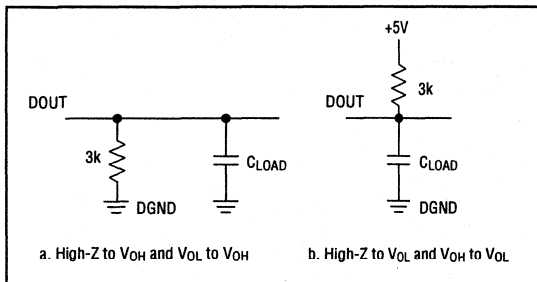 +5V
3k
DOUT
DOUT
3k
CLOAD
CLOAD
DGND
DGND
a. High-Z to VOH and VOL to VOH
b. High-Z to VOL and VOH to VOL